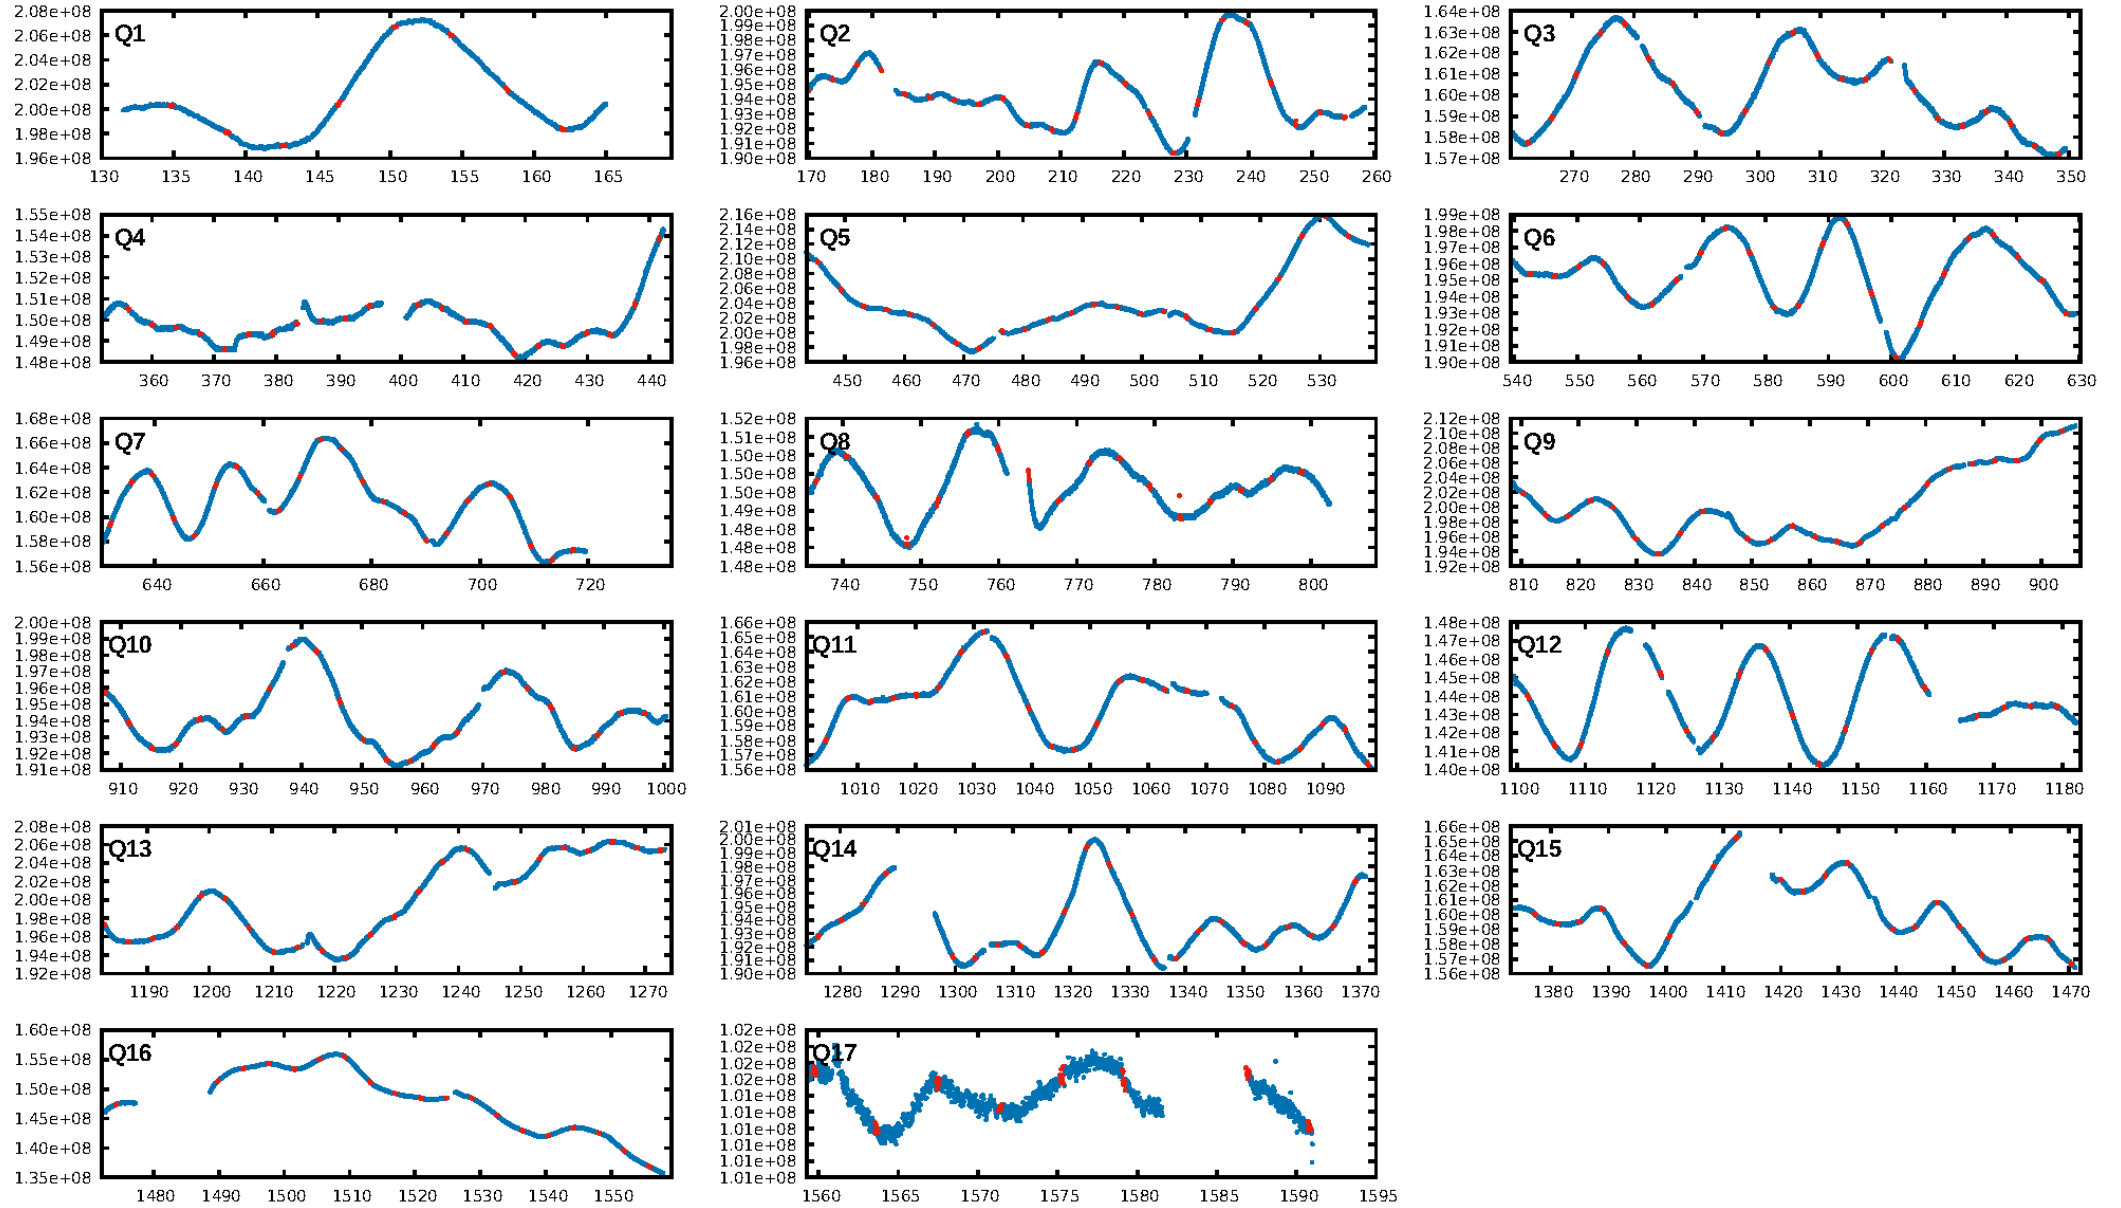 2.08e+08
2.06e+08
2.04e+08
2.02e+08
2.00e+08
1.98e+08
1.96e+08
Q1
130 135 140 145 150 155 160 165
2.00e+08
1.99e+08
1.98e+08
1.97e+08
1.96e+08
1.95e+08
1.94e+08
1.93e+08
1.92e+08
1.91e+08
1.90e+08
Q2
170 180 190 200 210 220 230 240 250 260
1.64e+08
1.63e+08
1.62e+08
1.61e+08
1.60e+08
1.59e+08
1.58e+08
1.57e+08
Q3
270 280 290 300 310 320 330 340 350
1.55e+08
1.54e+08
1.53e+08
1.52e+08
1.51e+08
1.50e+08
1.49e+08
1.48e+08
Q4
360 370 380 390 400 410 420 430 440
2.16e+08
2.14e+08
2.12e+08
2.10e+08
2.08e+08
2.06e+08
2.04e+08
2.02e+08
2.00e+08
1.98e+08
1.96e+08
Q5
450 460 470 480 490 500 510 520 530
1.99e+08
1.98e+08
1.97e+08
1.96e+08
1.95e+08
1.94e+08
1.93e+08
1.92e+08
1.91e+08
1.90e+08
Q6
540 550 560 570 580 590 600 610 620 630
1.68e+08
1.66e+08
1.64e+08
1.62e+08
1.60e+08
1.58e+08
1.56e+08
Q7
640 660 680 700 720
1.52e+08
1.51e+08
1.51e+08
1.50e+08
1.50e+08
1.49e+08
1.48e+08
1.48e+08
1.48e+08
Q8
740 750 760 770 780 790 800
2.12e+08
2.10e+08
2.08e+08
2.06e+08
2.04e+08
2.02e+08
2.00e+08
1.98e+08
1.96e+08
1.94e+08
1.92e+08
Q9
810 820 830 840 850 860 870 880 890 900
2.00e+08
1.99e+08
1.98e+08
1.97e+08
1.96e+08
1.95e+08
1.94e+08
1.93e+08
1.92e+08
1.91e+08
Q10
910 920 930 940 950 960 970 980 990 1000
1.66e+08
1.65e+08
1.64e+08
1.63e+08
1.62e+08
1.61e+08
1.60e+08
1.59e+08
1.58e+08
1.57e+08
1.56e+08
Q11
1010 1020 1030 1040 1050 1060 1070 1080 1090
1.48e+08
1.47e+08
1.46e+08
1.45e+08
1.44e+08
1.43e+08
1.42e+08
1.41e+08
1.40e+08
Q12
1100 1110 1120 1130 1140 1150 1160 1170 1180
2.08e+08
2.06e+08
2.04e+08
2.02e+08
2.00e+08
1.98e+08
1.96e+08
1.94e+08
1.92e+08
Q13
1190 1200 1210 1220 1230 1240 1250 1260 1270
2.01e+08
2.00e+08
1.99e+08
1.98e+08
1.97e+08
1.96e+08
1.95e+08
1.94e+08
1.93e+08
1.92e+08
1.91e+08
1.90e+08
Q14
1280 1290 1300 1310 1320 1330 1340 1350 1360 1370
1.66e+08
1.65e+08
1.64e+08
1.63e+08
1.62e+08
1.61e+08
1.60e+08
1.59e+08
1.58e+08
1.57e+08
1.56e+08
Q15
1380 1390 1400 1410 1420 1430 1440 1450 1460 1470
1.60e+08
1.55e+08
1.50e+08
1.45e+08
1.40e+08
1.35e+08
Q16
1480 1490 1500 1510 1520 1530 1540 1550
1.02e+08
1.02e+08
1.02e+08
1.02e+08
1.01e+08
1.01e+08
1.01e+08
1.01e+08
1.01e+08
1.01e+08
Q17
1560 1565 1570 1575 1580 1585 1590 1595